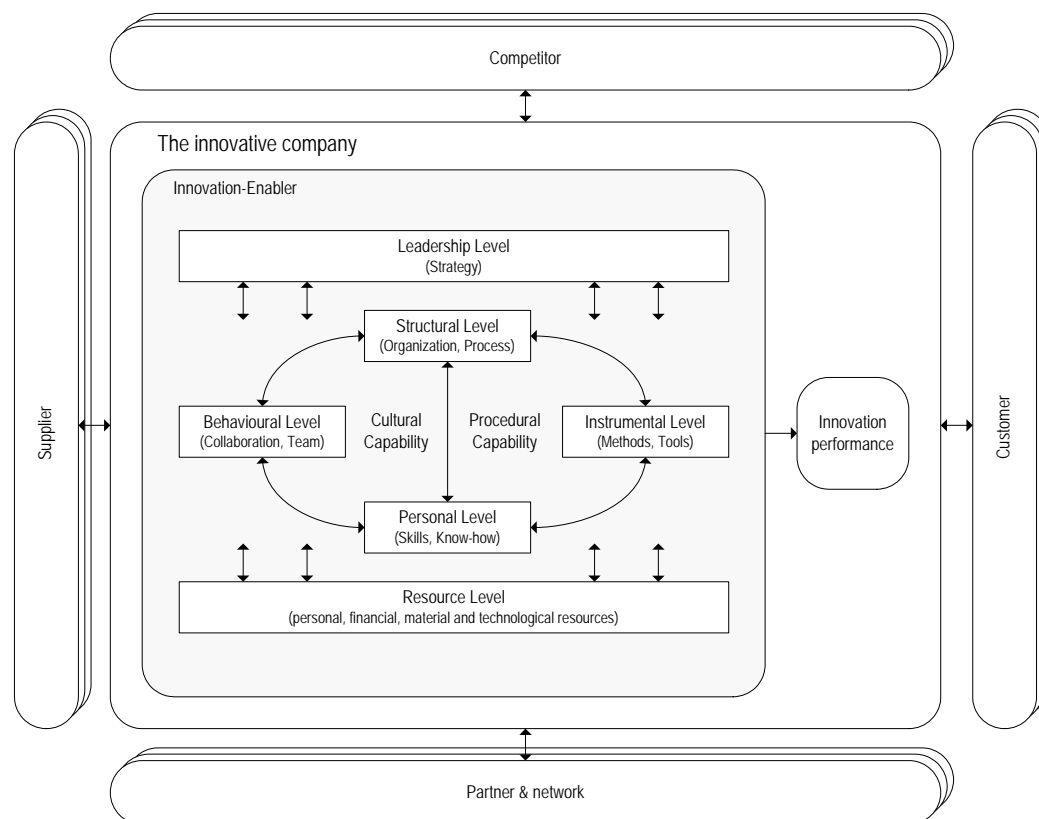 Competitor
The innovative company
Innovation-Enabler
Leadership Level
(Strategy)
Structural Level
(Organization, Process)
Behavioural Level
(Collaboration, Team)
Cultural
Capability
Procedural
Capability
Instrumental Level
(Methods, Tools)
Personal Level
(Skills, Know-how)
Resource Level
(personal, financial, material and technological resources)
Innovation
performance
Supplier
Customer
Partner & network